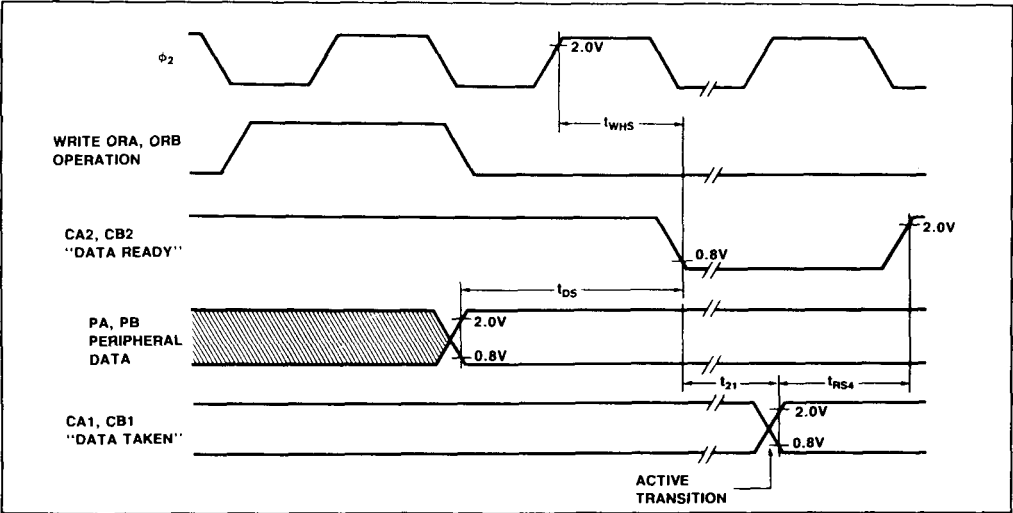 ϕ2
2.0V
tWHS
WRITE ORA, ORB
OPERATION
CA2, CB2
"DATA READY"
2.0V
0.8V
tDS
PA, PB
PERIPHERAL
DATA
2.0V
0.8V
t21
tRS4
CA1, CB1
"DATA TAKEN"
2.0V
0.8V
ACTIVE
TRANSITION